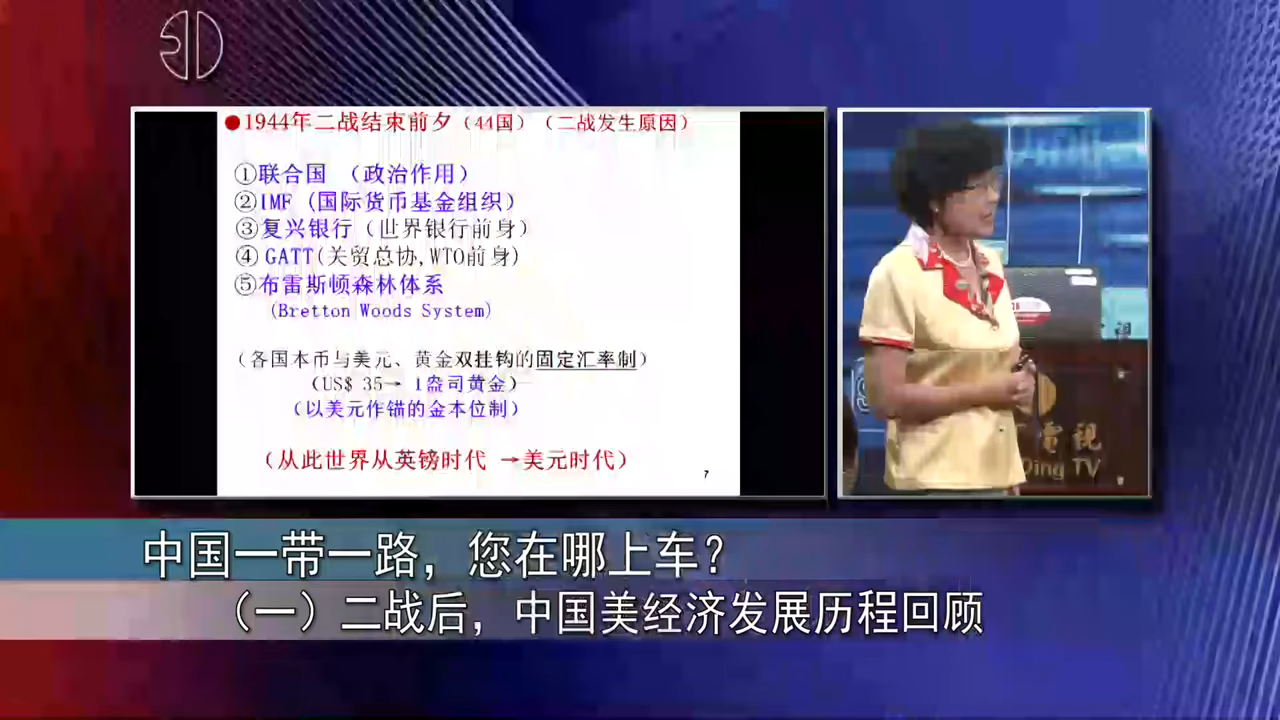 ●1944年二战结束前夕（44国）（二战发生原因）
①联合国 （政治作用）
②IMF (国际货币基金组织）
③复兴银行（世界银行前身）
④ GATT(关贸总协,WTO前身)
⑤布雷斯顿森林体系
(Bretton Woods System)
（各国本币与美元、黄金双挂钩的固定汇率制）
（US$ 35→ 1盎司黄金）
（以美元作锚的金本位制）
（从此世界从英镑时代 →美元时代）
7
電視
Ding TV
中国一带一路，您在哪上车？
（一）二战后，中国美经济发展历程回顾